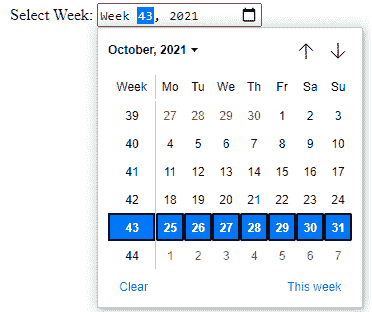 Select Week: Week 43, 2021
October, 2021
Week Mo Tu We Th Fr Sa Su
39 27 28 29 30 1 2 3
40 4 5 6 7 8 9 10
41 11 12 13 14 15 16 17
42 18 19 20 21 22 23 24
43 25 26 27 28 29 30 31
44 1 2 3 4 5 6 7
Clear This week